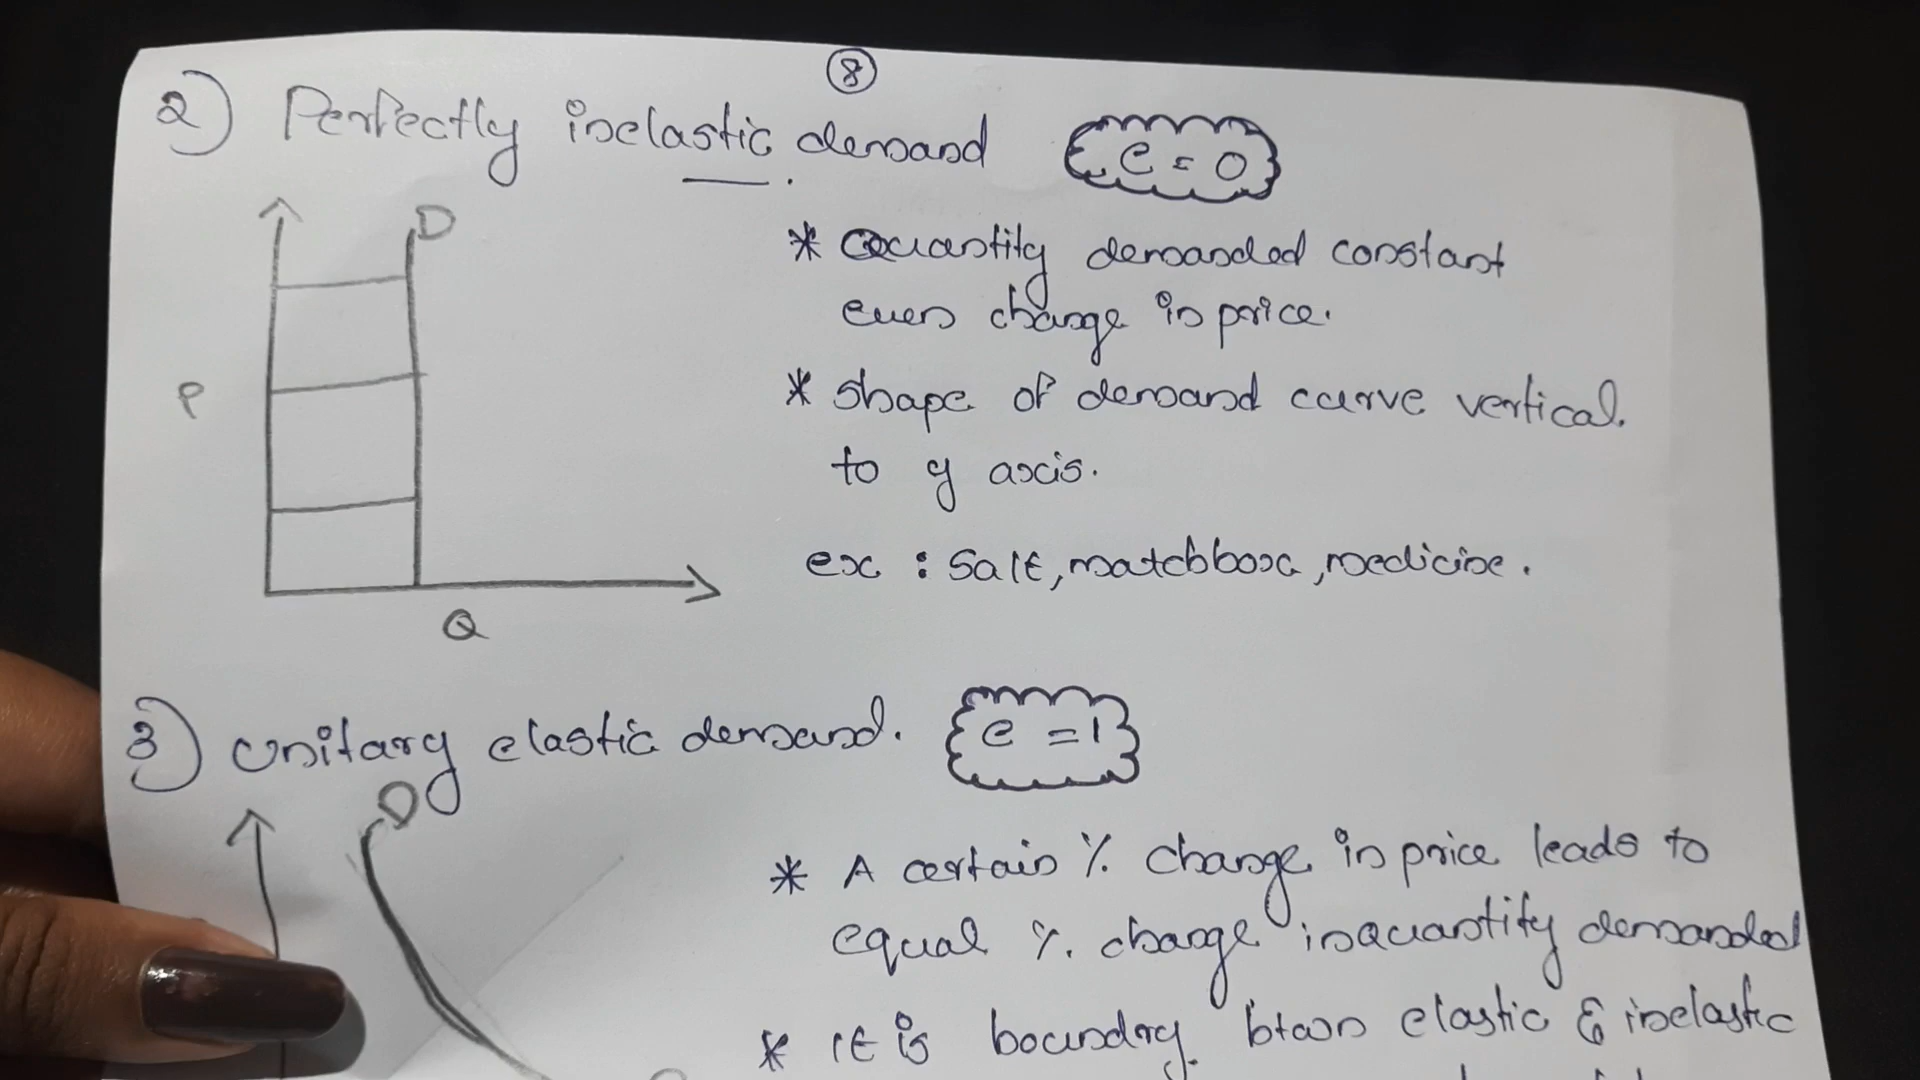 8
2) Perfectly inelastic demand e = 0
D
* Quantity demanded constant
even change in price.
P
* shape of demand curve vertical.
to y axis.
ex : Salt, matchbox, medicine.
Q
3) unitary elastic demand. e = 1
D
* A certain % change in price leads to
equal % change in quantity demanded
* It is boundry btwn elastic & inelastic